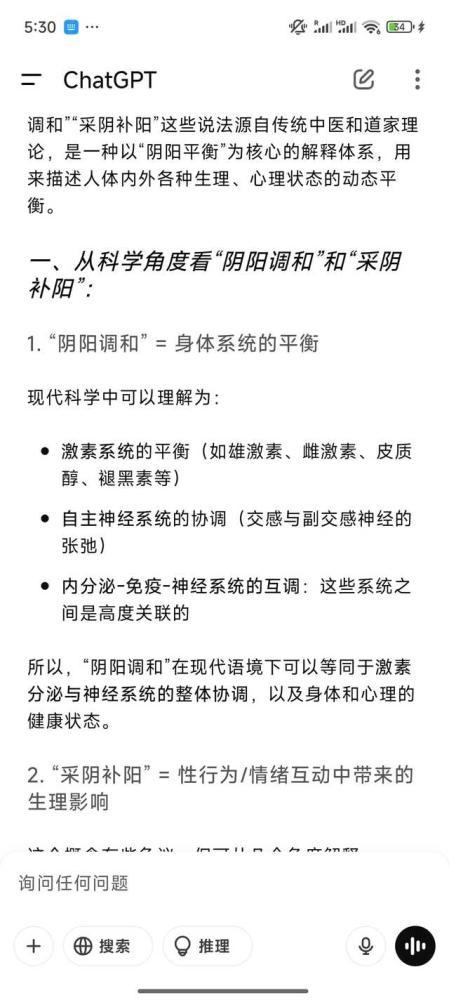 5:30 ...
R HD 34
ChatGPT
调和”“采阴补阳”这些说法源自传统中医和道家理
论，是一种以“阴阳平衡”为核心的解释体系，用
来描述人体内外各种生理、心理状态的动态平
衡。
一、从科学角度看“阴阳调和”和“采阴
补阳”：
1. “阴阳调和” = 身体系统的平衡
现代科学中可以理解为：
• 激素系统的平衡（如雄激素、雌激素、皮质
醇、褪黑素等）
• 自主神经系统的协调（交感与副交感神经的
张弛）
• 内分泌-免疫-神经系统的互调：这些系统之
间是高度关联的
所以，“阴阳调和”在现代语境下可以等同于激素
分泌与神经系统的整体协调，以及身体和心理的
健康状态。
2. “采阴补阳” = 性行为/情绪互动中带来的
生理影响
询问任何问题
搜索
推理